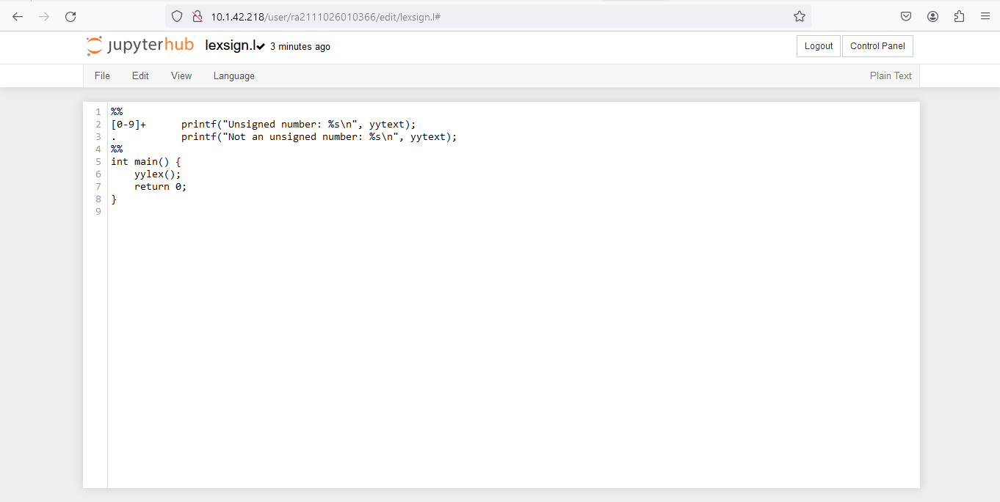 10.1.42.218/user/ra2111026010366/edit/lexsign.l#
jupyterhub lexsign.l 3 minutes ago Logout Control Panel
File Edit View Language Plain Text
1 %%
2 [0-9]+      printf("Unsigned number: %s\n", yytext);
3 .           printf("Not an unsigned number: %s\n", yytext);
4 %%
5 int main() {
6     yylex();
7     return 0;
8 }
9